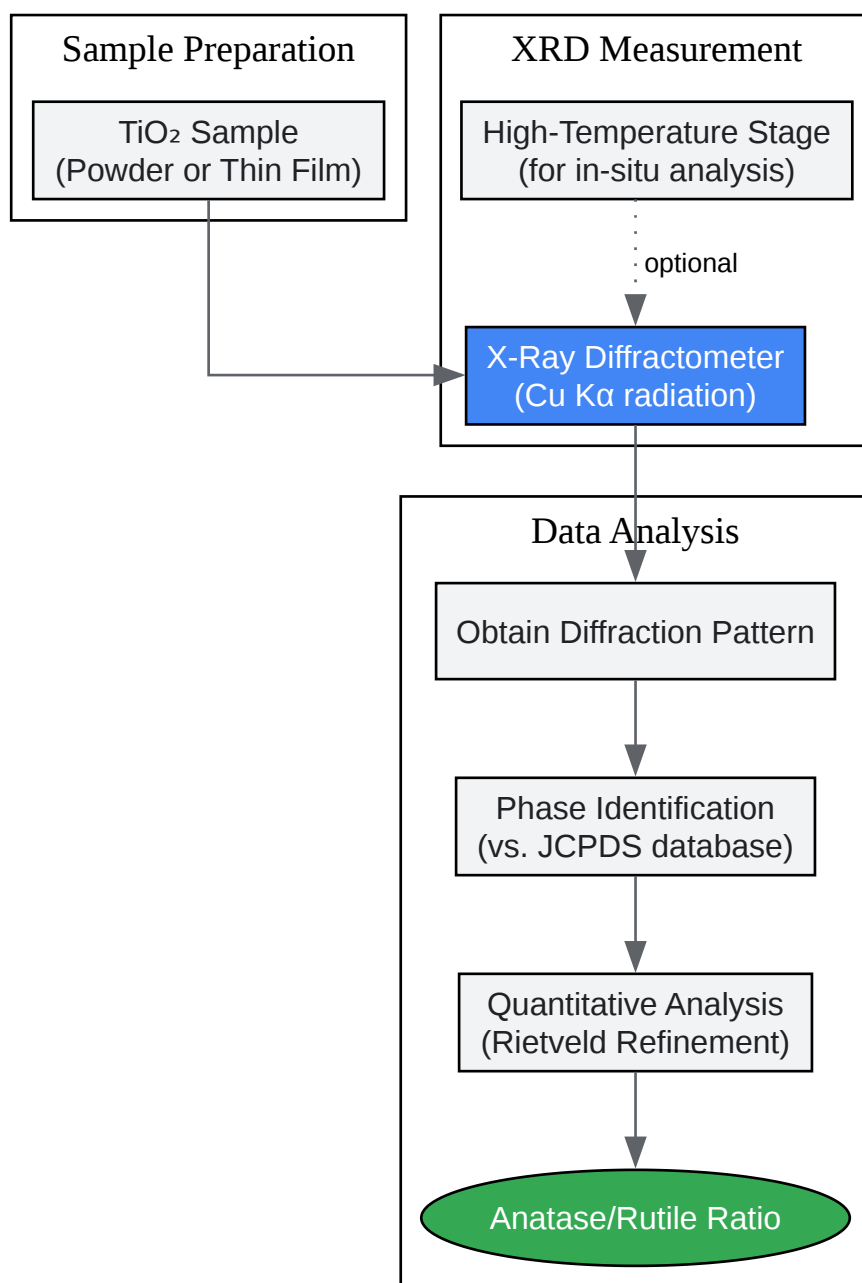 Sample Preparation
TiO₂ Sample
(Powder or Thin Film)
XRD Measurement
High-Temperature Stage
(for in-situ analysis)
optional
X-Ray Diffractometer
(Cu Kα radiation)
Data Analysis
Obtain Diffraction Pattern
Phase Identification
(vs. JCPDS database)
Quantitative Analysis
(Rietveld Refinement)
Anatase/Rutile Ratio